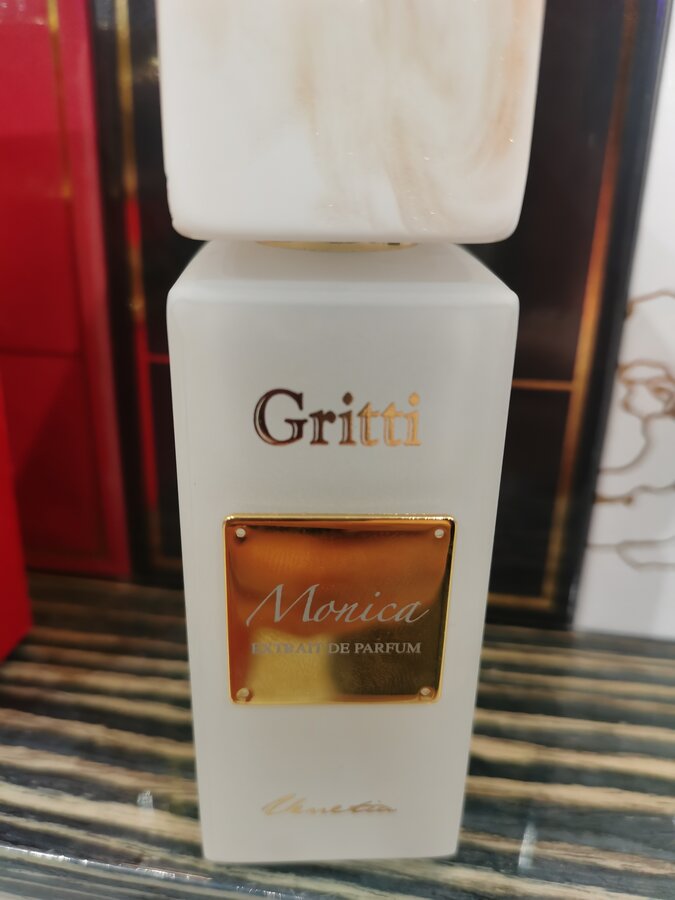 Gritti
Monica
EXTRAIT DE PARFUM
Venetia